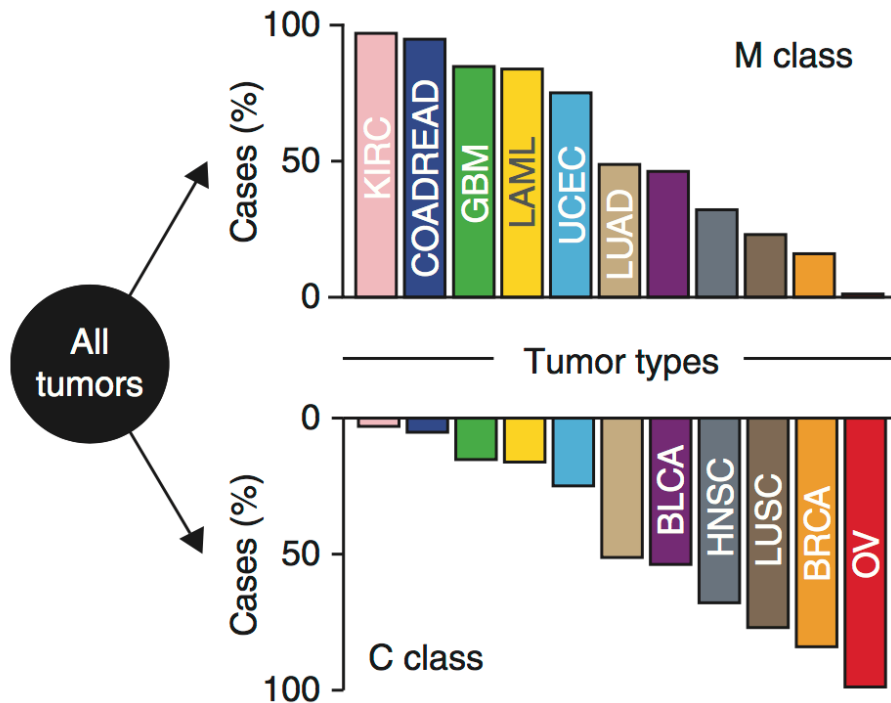 100
50
0
Cases (%)
M class
KIRC
COADREAD
GBM
LAML
UCEC
LUAD
All
tumors
Tumor types
0
50
100
Cases (%)
C class
BLCA
HNSC
LUSC
BRCA
OV